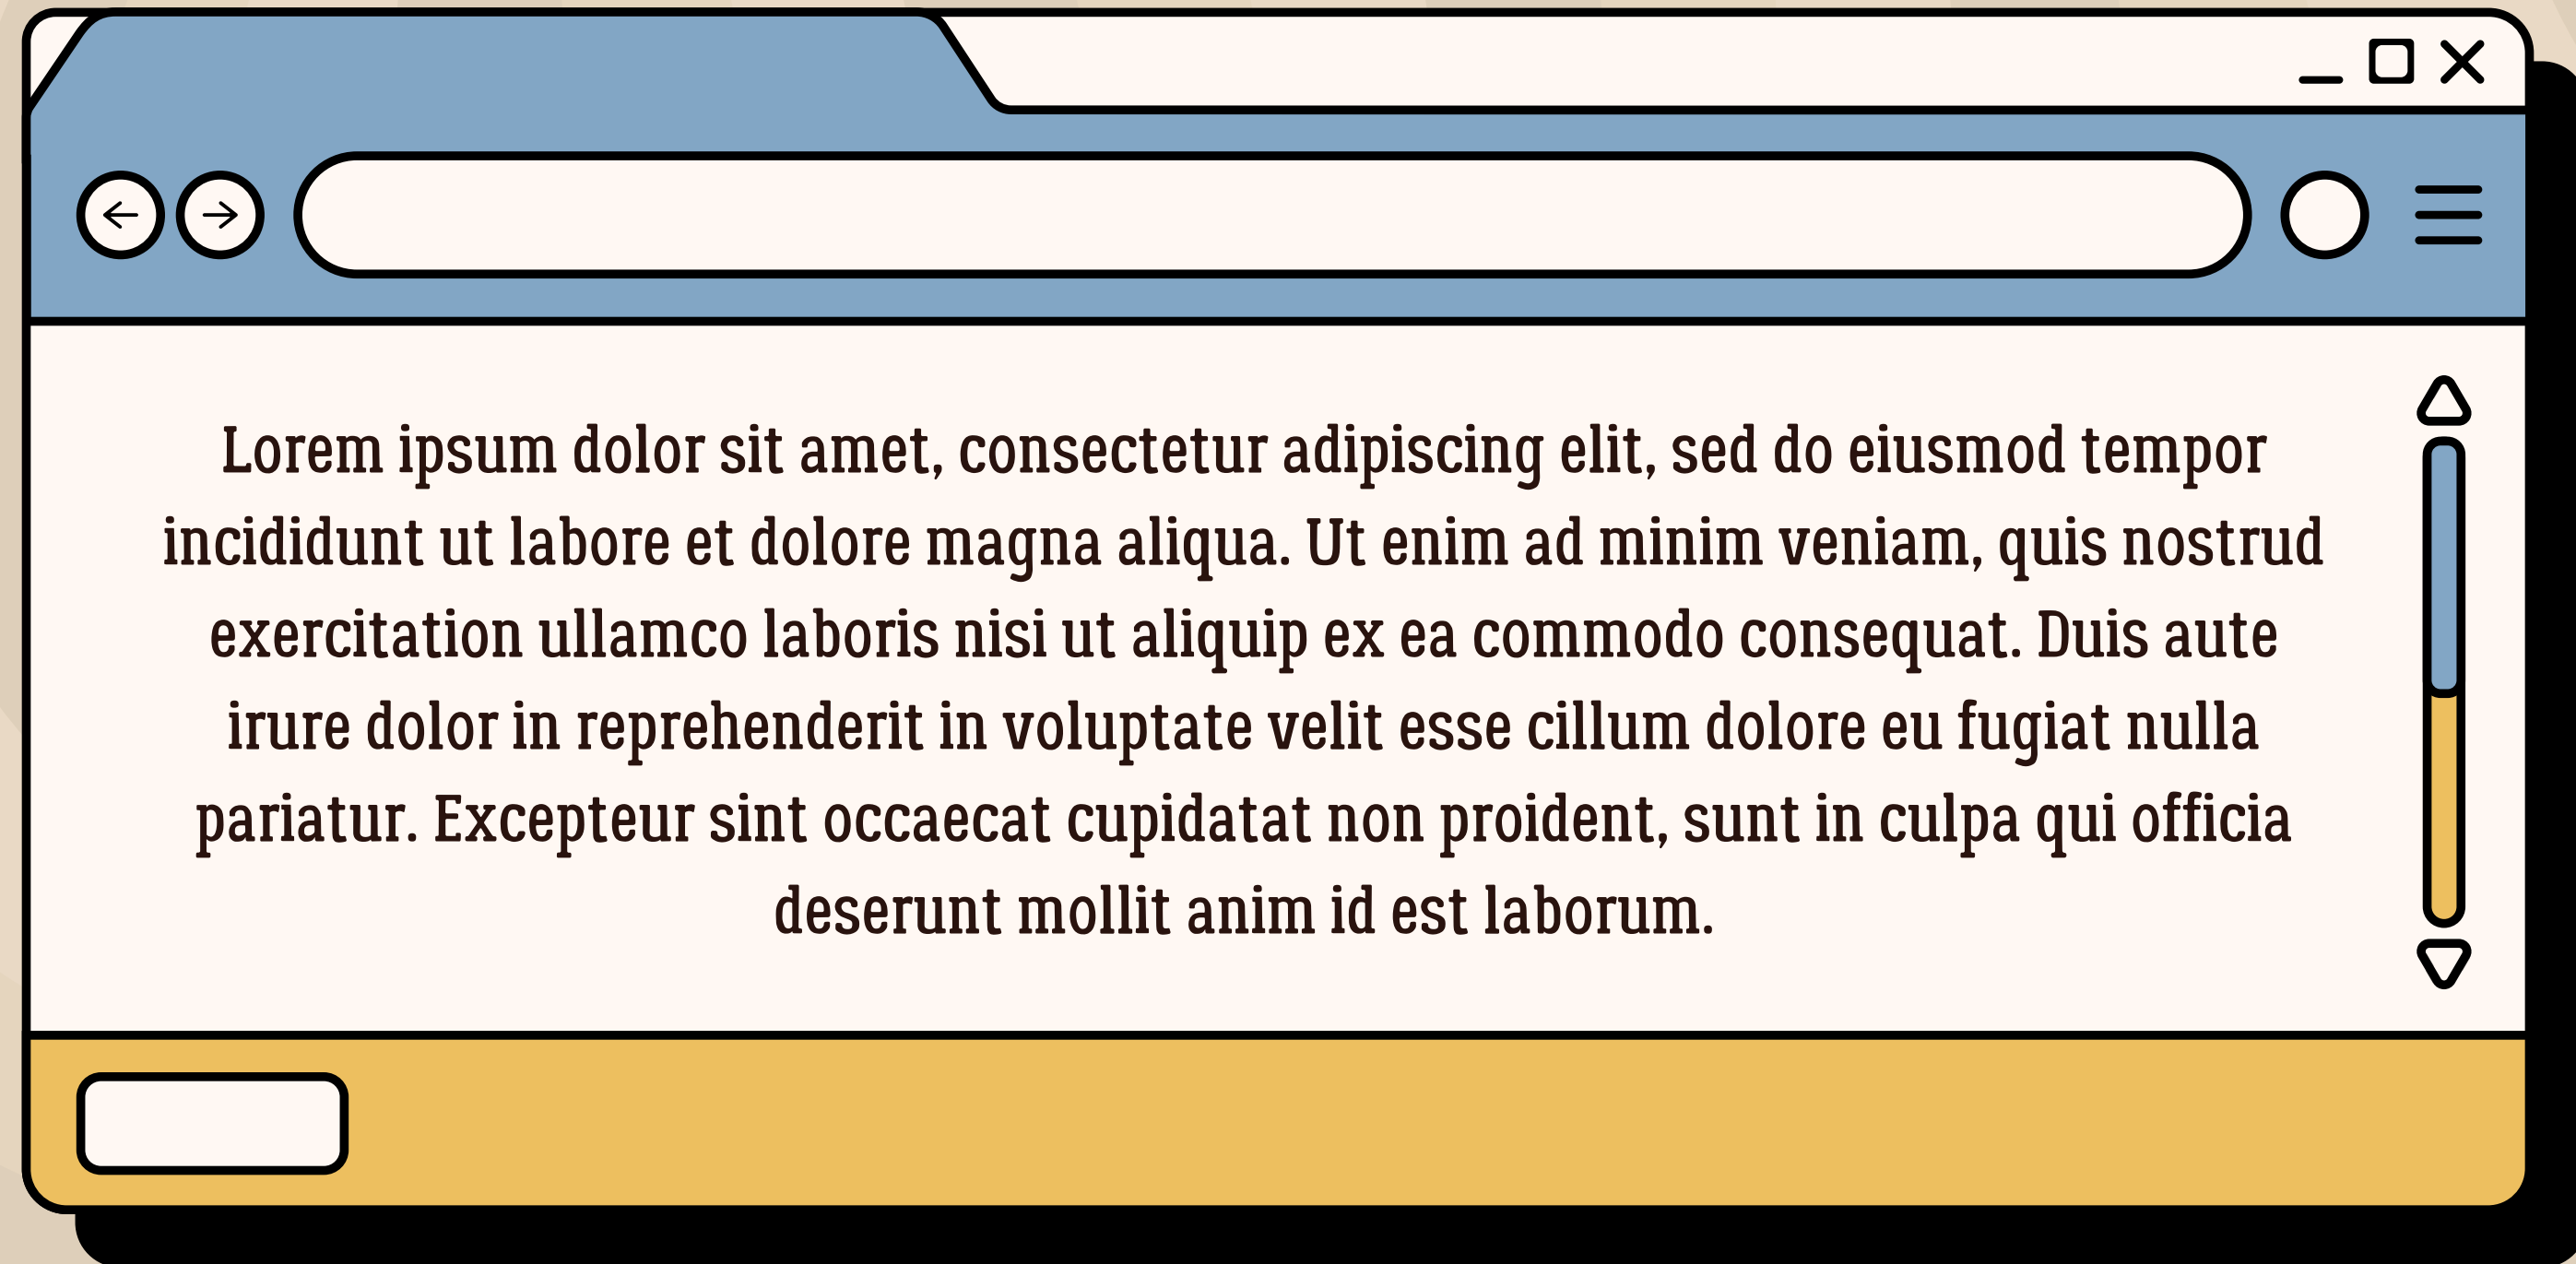 Lorem ipsum dolor sit amet, consectetur adipiscing elit, sed do eiusmod tempor
incididunt ut labore et dolore magna aliqua. Ut enim ad minim veniam, quis nostrud
exercitation ullamco laboris nisi ut aliquip ex ea commodo consequat. Duis aute
irure dolor in reprehenderit in voluptate velit esse cillum dolore eu fugiat nulla
pariatur. Excepteur sint occaecat cupidatat non proident, sunt in culpa qui officia
deserunt mollit anim id est laborum.